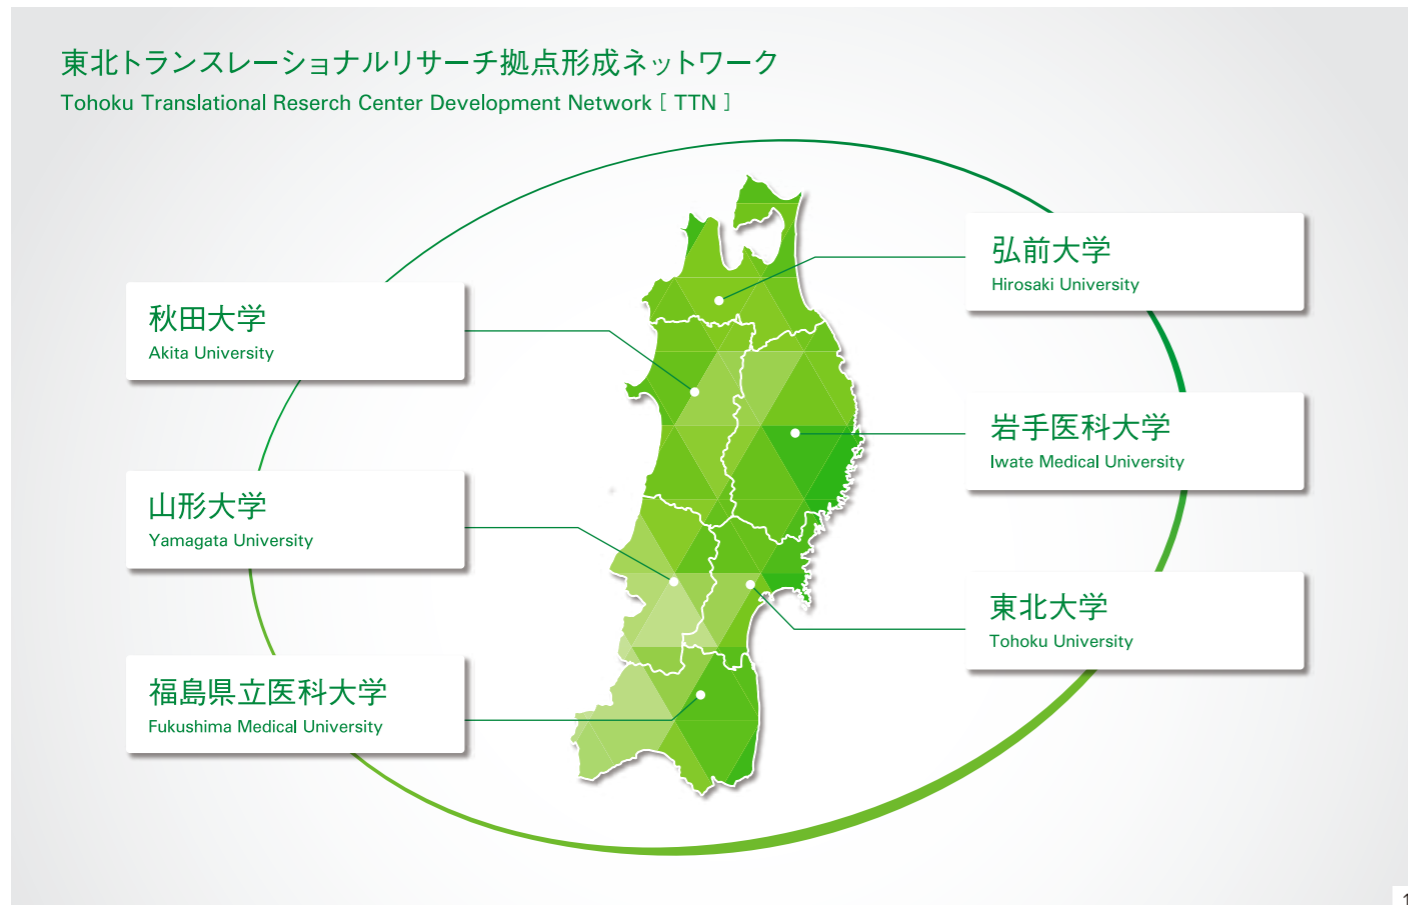 東北トランスレーショナルリサーチ拠点形成ネットワーク
Tohoku Translational Reserch Center Development Network [ TTN ]
弘前大学
Hirosaki University
秋田大学
Akita University
岩手医科大学
Iwate Medical University
山形大学
Yamagata University
東北大学
Tohoku University
福島県立医科大学
Fukushima Medical University
1